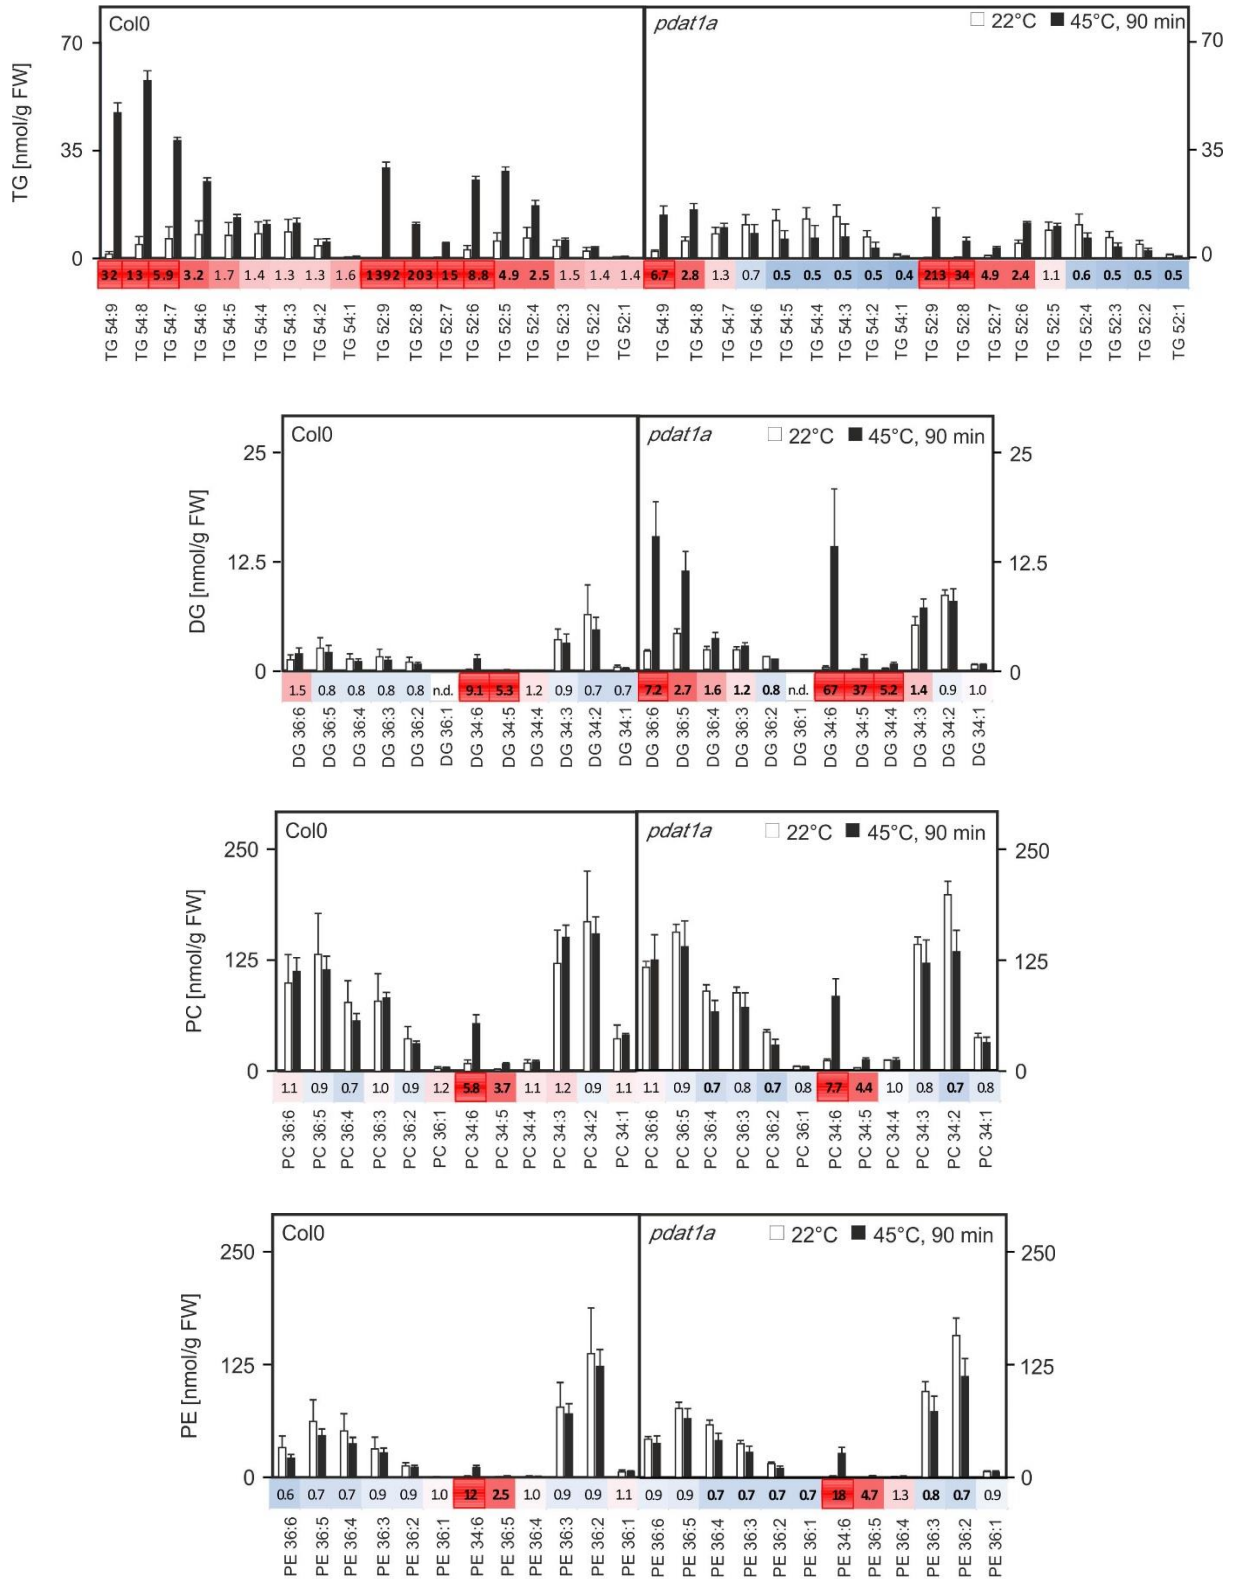 Col0
pdat1a
22°C 45°C, 90 min
TG [nmol/g FW]
70
35
0
70
35
0
32 13 5.9 3.2 1.7 1.4 1.3 1.3 1.6 1392 203 15 8.8 4.9 2.5 1.5 1.4 1.4
6.7 2.8 1.3 0.7 0.5 0.5 0.5 0.5 0.4 213 34 4.9 2.4 1.1 0.6 0.5 0.5 0.5
TG 54:9 TG 54:8 TG 54:7 TG 54:6 TG 54:5 TG 54:4 TG 54:3 TG 54:2 TG 54:1 TG 52:9 TG 52:8 TG 52:7 TG 52:6 TG 52:5 TG 52:4 TG 52:3 TG 52:2 TG 52:1
TG 54:9 TG 54:8 TG 54:7 TG 54:6 TG 54:5 TG 54:4 TG 54:3 TG 54:2 TG 54:1 TG 52:9 TG 52:8 TG 52:7 TG 52:6 TG 52:5 TG 52:4 TG 52:3 TG 52:2 TG 52:1
Col0
pdat1a
22°C 45°C, 90 min
DG [nmol/g FW]
25
12.5
0
25
12.5
0
1.5 0.8 0.8 0.8 0.8 n.d. 9.1 5.3 1.2 0.9 0.7 0.7
7.2 2.7 1.6 1.2 0.8 n.d. 67 37 5.2 1.4 0.9 1.0
DG 36:6 DG 36:5 DG 36:4 DG 36:3 DG 36:2 DG 36:1 DG 34:6 DG 34:5 DG 34:4 DG 34:3 DG 34:2 DG 34:1
DG 36:6 DG 36:5 DG 36:4 DG 36:3 DG 36:2 DG 36:1 DG 34:6 DG 34:5 DG 34:4 DG 34:3 DG 34:2 DG 34:1
Col0
pdat1a
22°C 45°C, 90 min
PC [nmol/g FW]
250
125
0
250
125
0
1.1 0.9 0.7 1.0 0.9 1.2 5.8 3.7 1.1 1.2 0.9 1.1
1.1 0.9 0.7 0.8 0.7 0.8 7.7 4.4 1.0 0.8 0.7 0.8
PC 36:6 PC 36:5 PC 36:4 PC 36:3 PC 36:2 PC 36:1 PC 34:6 PC 34:5 PC 34:4 PC 34:3 PC 34:2 PC 34:1
PC 36:6 PC 36:5 PC 36:4 PC 36:3 PC 36:2 PC 36:1 PC 34:6 PC 34:5 PC 34:4 PC 34:3 PC 34:2 PC 34:1
Col0
pdat1a
22°C 45°C, 90 min
PE [nmol/g FW]
250
125
0
250
125
0
0.6 0.7 0.7 0.9 0.9 1.0 12 2.5 1.0 0.9 0.9 1.1
0.9 0.9 0.7 0.7 0.7 0.7 18 4.7 1.3 0.8 0.7 0.9
PE 36:6 PE 36:5 PE 36:4 PE 36:3 PE 36:2 PE 36:1 PE 34:6 PE 36:5 PE 36:4 PE 36:3 PE 36:2 PE 36:1
PE 36:6 PE 36:5 PE 36:4 PE 36:3 PE 36:2 PE 36:1 PE 34:6 PE 36:5 PE 36:4 PE 36:3 PE 36:2 PE 36:1